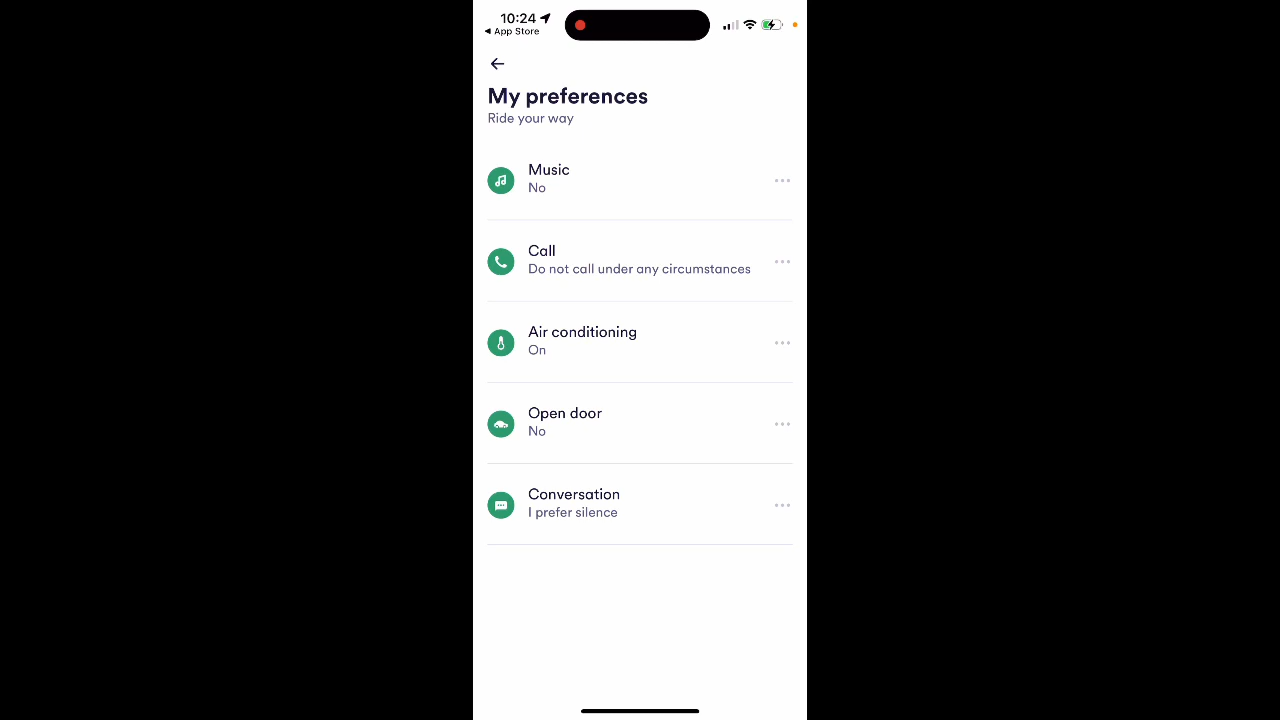 10:24
App Store
My preferences
Ride your way
Music
No
Call
Do not call under any circumstances
Air conditioning
On
Open door
No
Conversation
I prefer silence